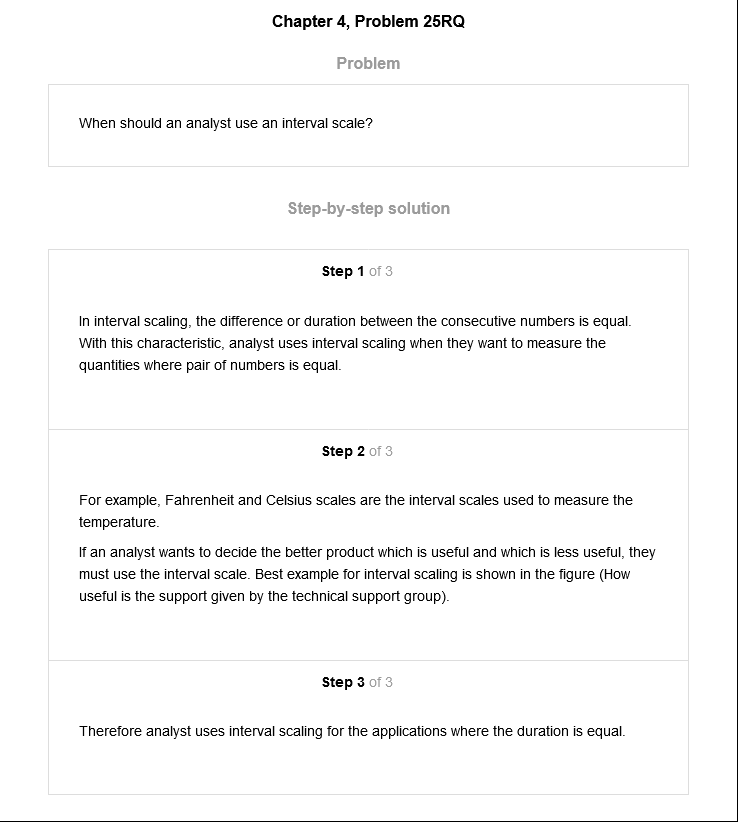 Chapter 4, Problem 25RQ
Problem
When should an analyst use an interval scale?
Step-by-step solution
Step 1 of 3
In interval scaling, the difference or duration between the consecutive numbers is equal.
With this characteristic, analyst uses interval scaling when they want to measure the
quantities where pair of numbers is equal.
Step 2 of 3
For example, Fahrenheit and Celsius scales are the interval scales used to measure the
temperature.
If an analyst wants to decide the better product which is useful and which is less useful, they
must use the interval scale. Best example for interval scaling is shown in the figure (How
useful is the support given by the technical support group).
Step 3 of 3
Therefore analyst uses interval scaling for the applications where the duration is equal.